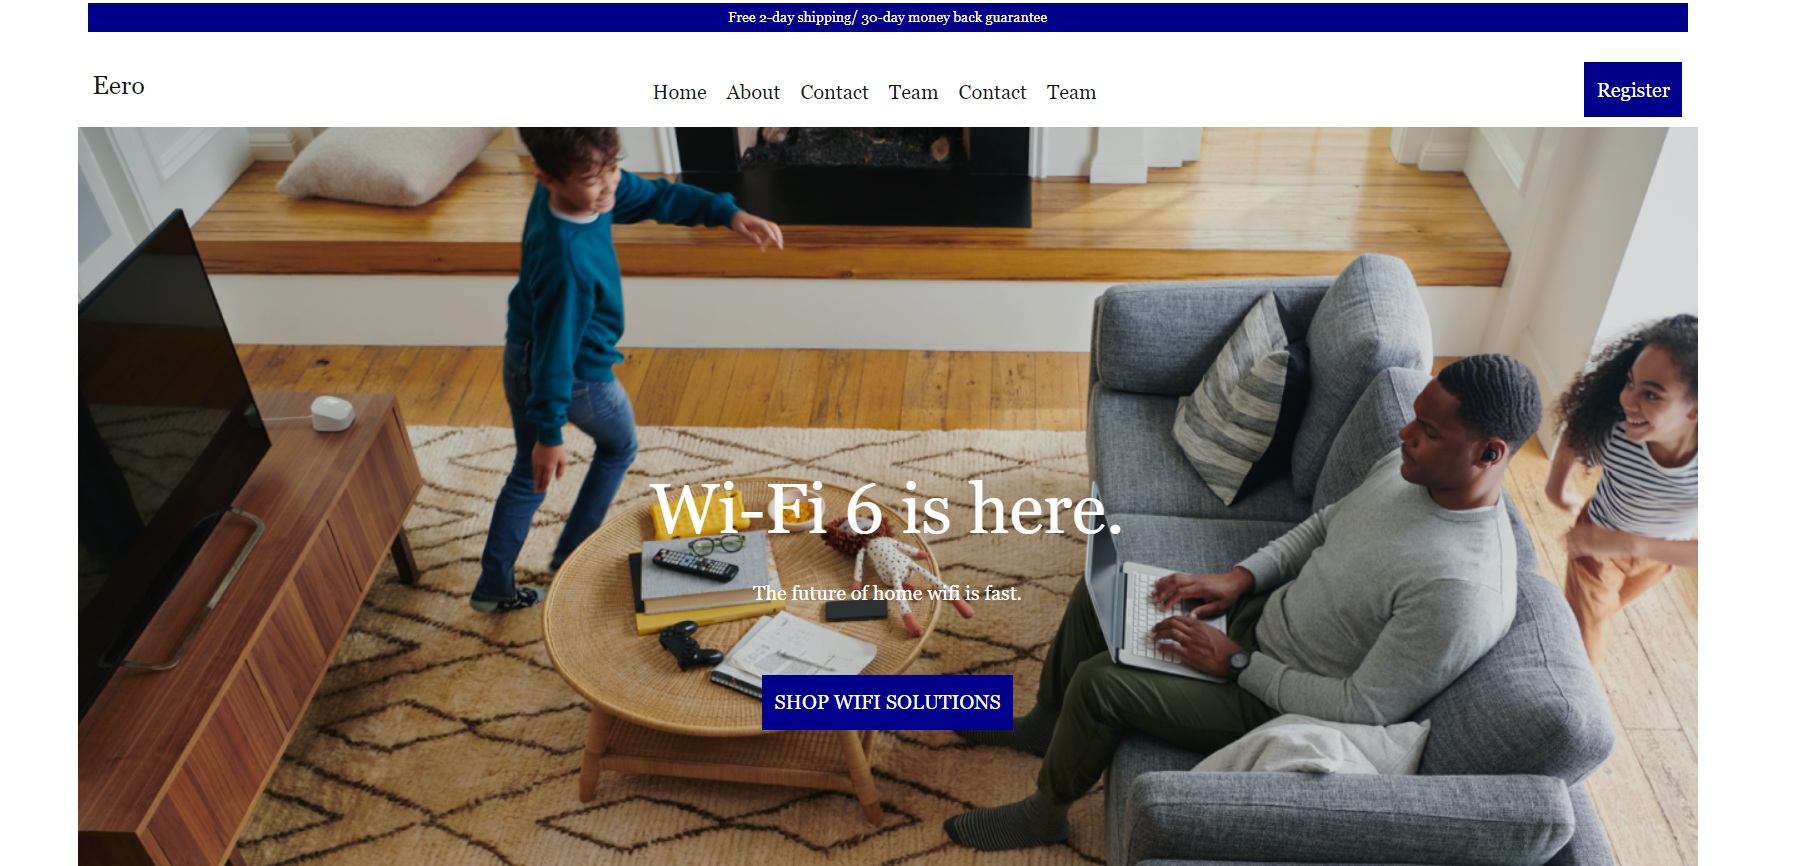 Free 2-day shipping/ 30-day money back guarantee
Eero
Home About Contact Team Contact Team
Register
Wi-Fi 6 is here.
The future of home wifi is fast.
SHOP WIFI SOLUTIONS